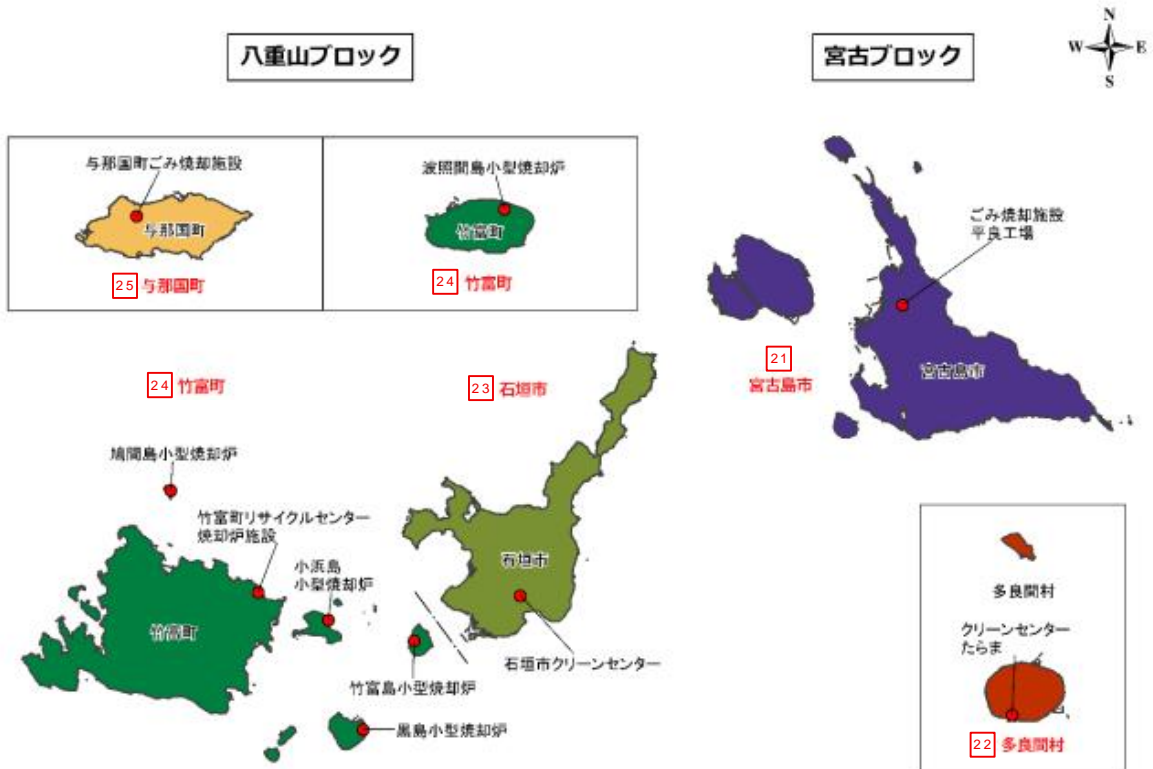 八重山ブロック
宮古ブロック
N
W
E
S
与那国町ごみ焼却施設
与那国町
25 与那国町
波照間島小型焼却炉
竹富町
24 竹富町
ごみ焼却施設
平良工場
宮古島市
21
宮古島市
24 竹富町
23 石垣市
鳩間島小型焼却炉
竹富町リサイクルセンター
焼却炉施設
小浜島
小型焼却炉
竹富町
石垣市
石垣市クリーンセンター
竹富島小型焼却炉
黒島小型焼却炉
多良間村
クリーンセンター
たらま
22 多良間村